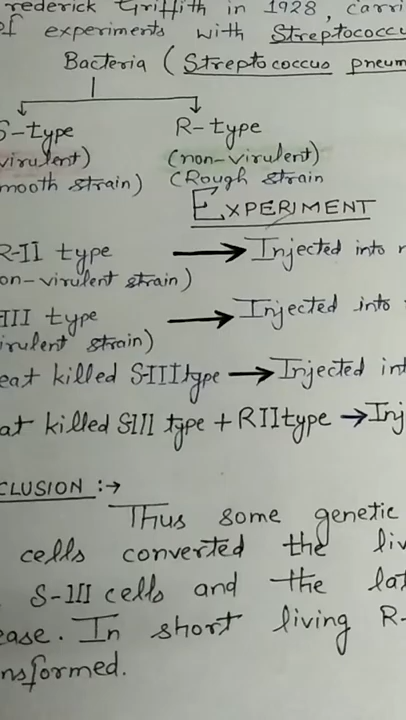 rederick Griffith in 1928, carri
of experiments with Streptococcu
Bacteria (Streptococcus pneum
S-type R-type
virulent) (non-virulent)
mooth strain) (Rough strain
EXPERIMENT
R-II type → Injected into
on-virulent strain)
III type → Injected into
irulent strain)
eat killed S-III type → Injected int
at killed SIII type + RII type → Inj
CLUSION :→
Thus some genetic
cells converted the liv
S-III cells and the lat
ease. In short living R-
nsformed.